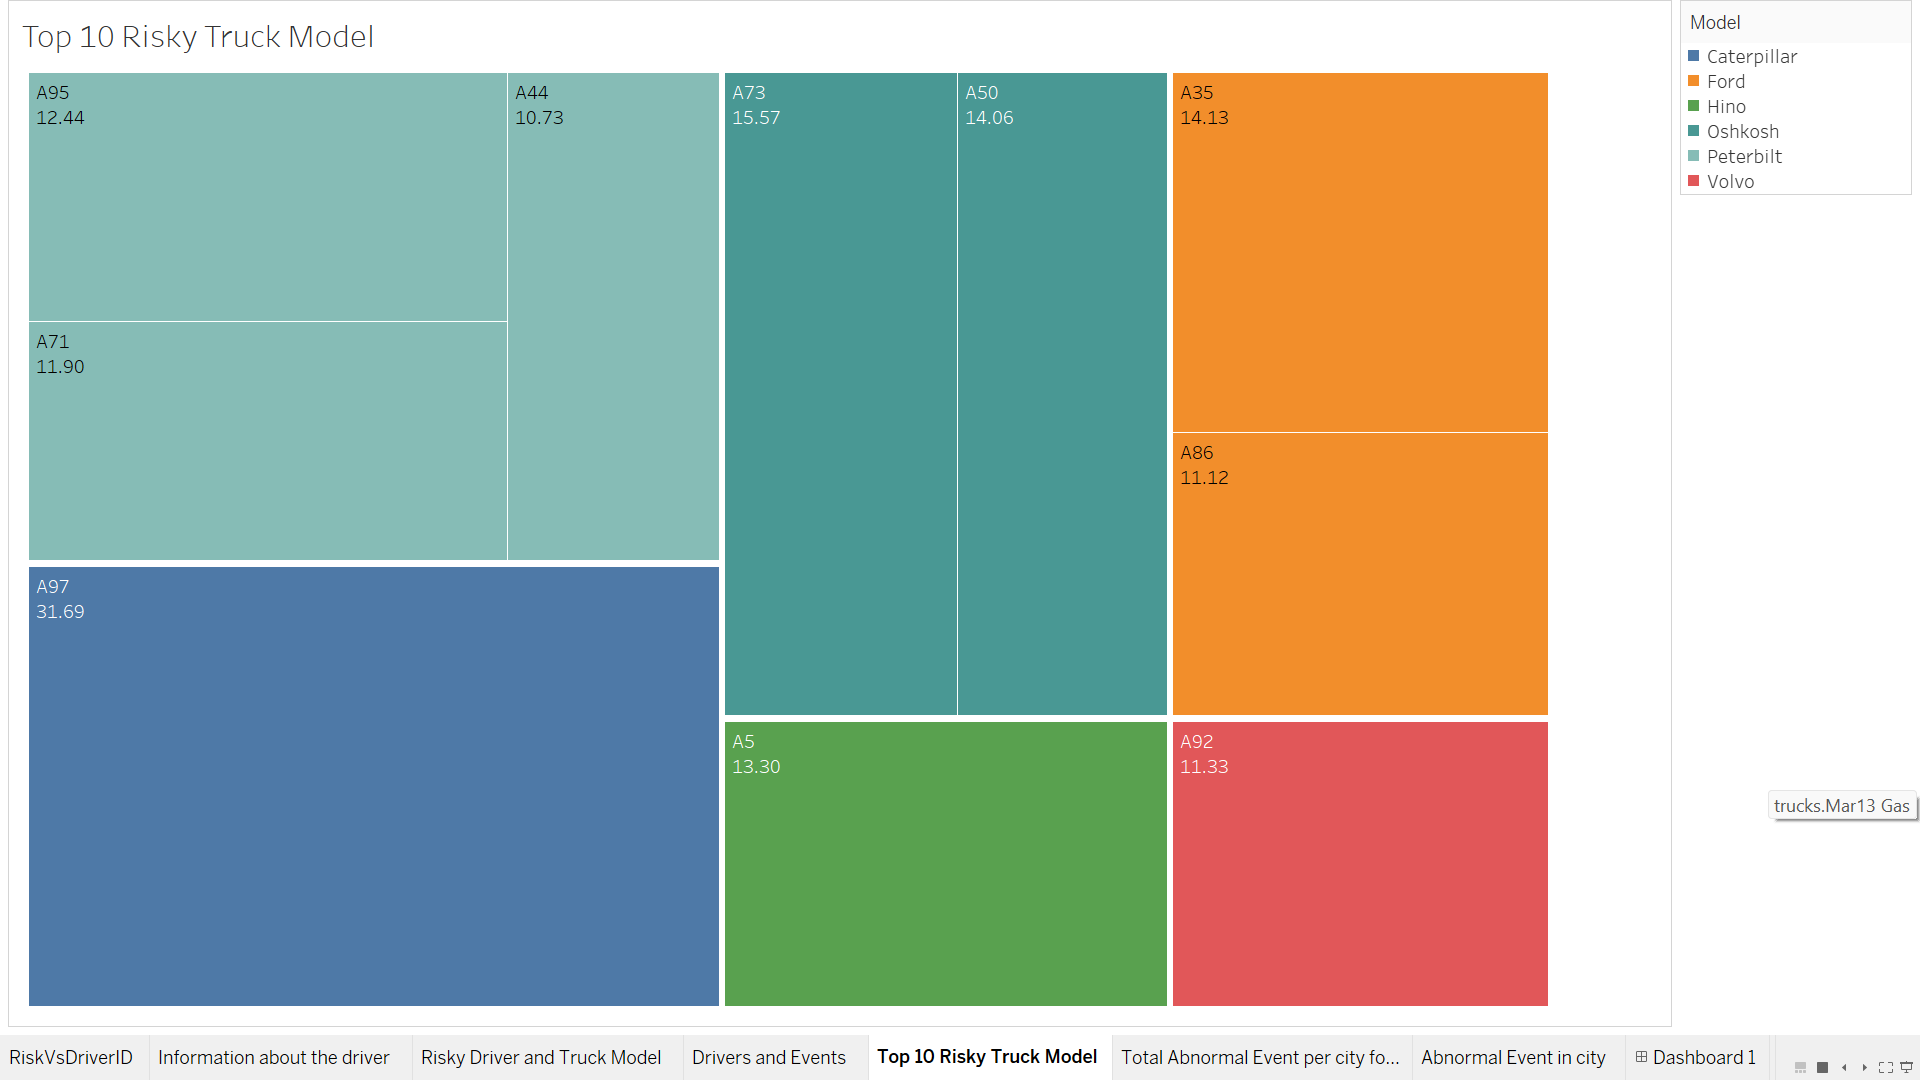 Top 10 Risky Truck Model
A95
12.44
A44
10.73
A71
11.90
A97
31.69
A73
15.57
A50
14.06
A5
13.30
A35
14.13
A86
11.12
A92
11.33
Model
Caterpillar
Ford
Hino
Oshkosh
Peterbilt
Volvo
trucks.Mar13 Gas
RiskVsDriverID
Information about the driver
Risky Driver and Truck Model
Drivers and Events
Top 10 Risky Truck Model
Total Abnormal Event per city fo...
Abnormal Event in city
Dashboard 1